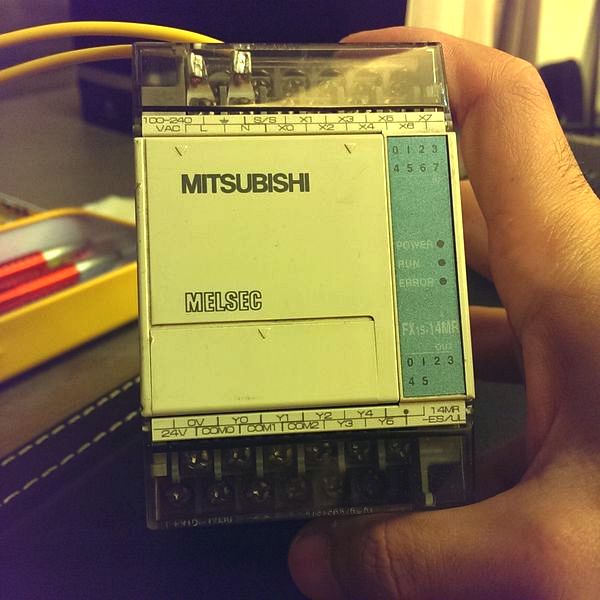 100-240
VAC L ⏚ N S/S X0 X1 X2 X3 X4 X5 X6 X7
0 1 2 3
4 5 6 7
MITSUBISHI
POWER
RUN
ERROR
MELSEC
FX1S-14MR
OUT
0 1 2 3
4 5
0V Y0 Y1 Y2 Y4 • 14MR
24V COM0 COM1 COM2 Y3 Y5 -ES/UL